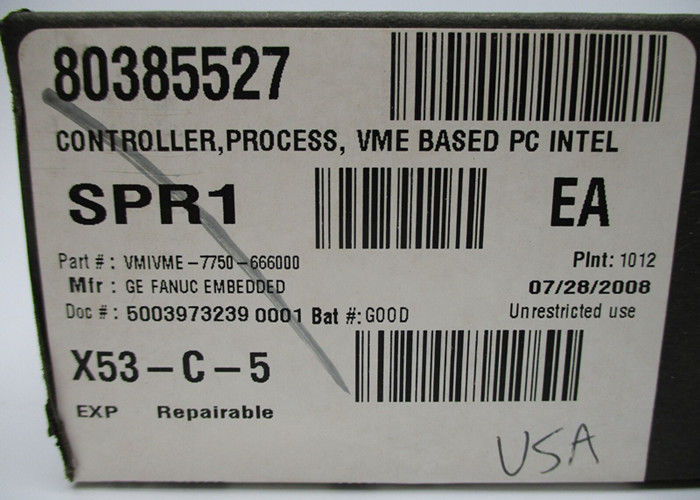 80385527
CONTROLLER,PROCESS, VME BASED PC INTEL
SPR1 EA
Part # : VMIVME-7750-666000 Plnt: 1012
Mfr : GE FANUC EMBEDDED 07/28/2008
Doc # : 5003973239 0001 Bat #: GOOD Unrestricted use
X53-C-5
EXP Repairable
USA